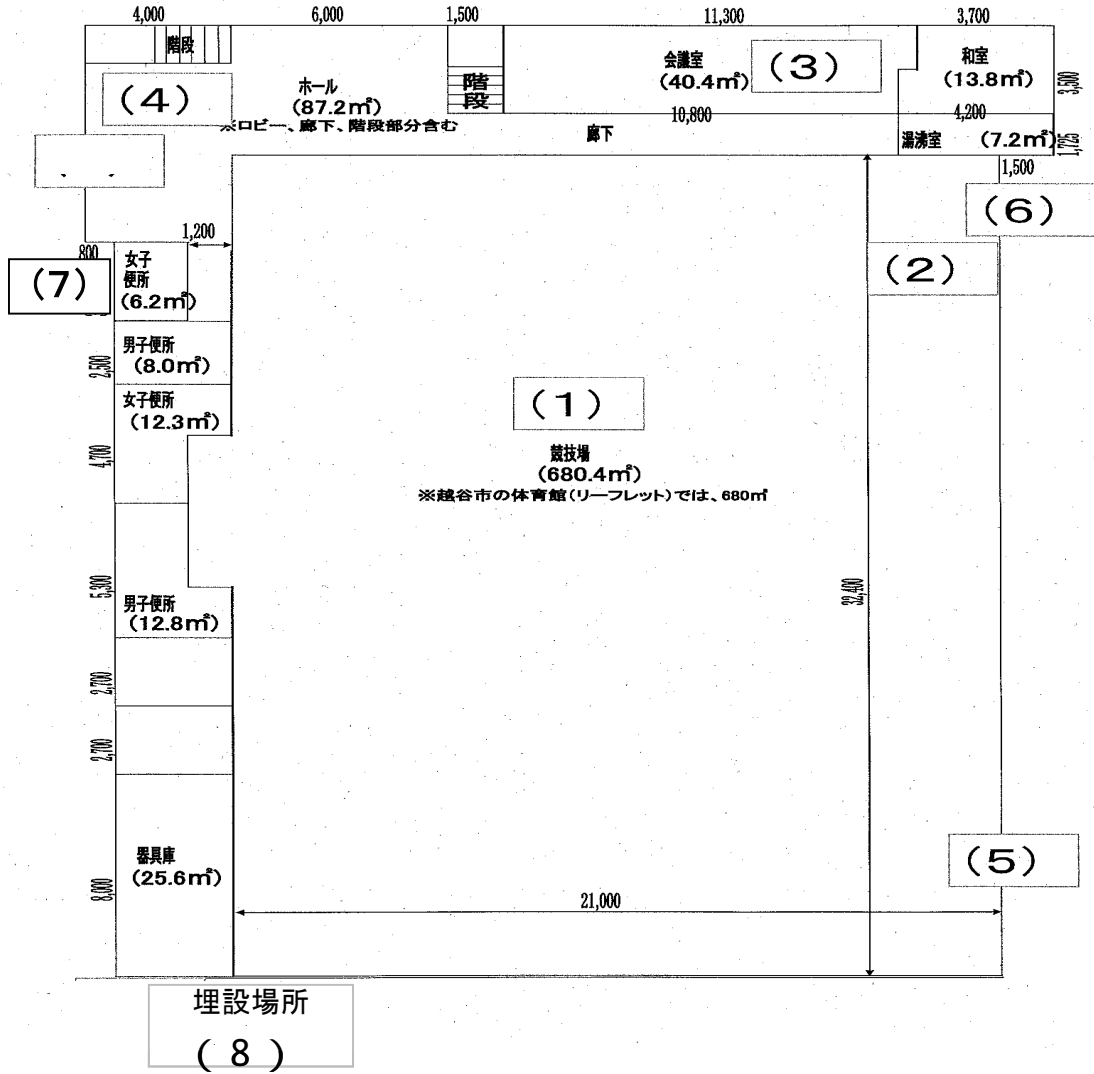 4,000
6,000
1,500
11,300
3,700
階段
ホール
(87.2㎡)
※ロビー、廊下、階段部分含む
階段
会議室
(40.4㎡)
(3)
和室
(13.8㎡)
3,500
(4)
10,800
4,200
廊下
湯沸室 (7.2㎡)
1,725
1,500
(6)
1,200
800
女子
便所
(6.2㎡)
(7)
(2)
男子便所
(8.0㎡)
2,500
女子便所
(12.3㎡)
4,700
(1)
競技場
(680.4㎡)
※越谷市の体育館(リーフレット)では、680㎡
5,300
32,400
男子便所
(12.8㎡)
2,700
2,700
器具庫
(25.6㎡)
8,000
(5)
21,000
埋設場所
(8)